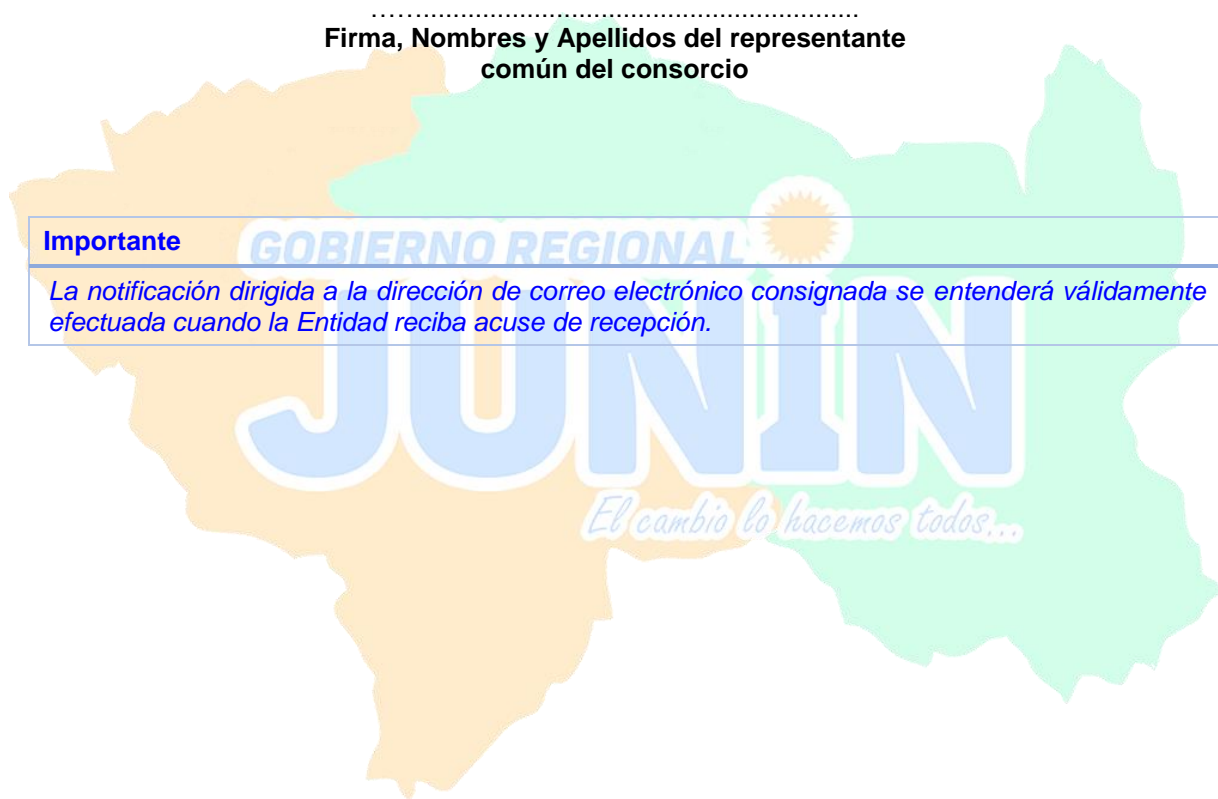 …...........................................................
Firma, Nombres y Apellidos del representante
común del consorcio
Importante
La notificación dirigida a la dirección de correo electrónico consignada se entenderá válidamente
efectuada cuando la Entidad reciba acuse de recepción.
GOBIERNO REGIONAL
JUNÍN
El cambio lo hacemos todos...